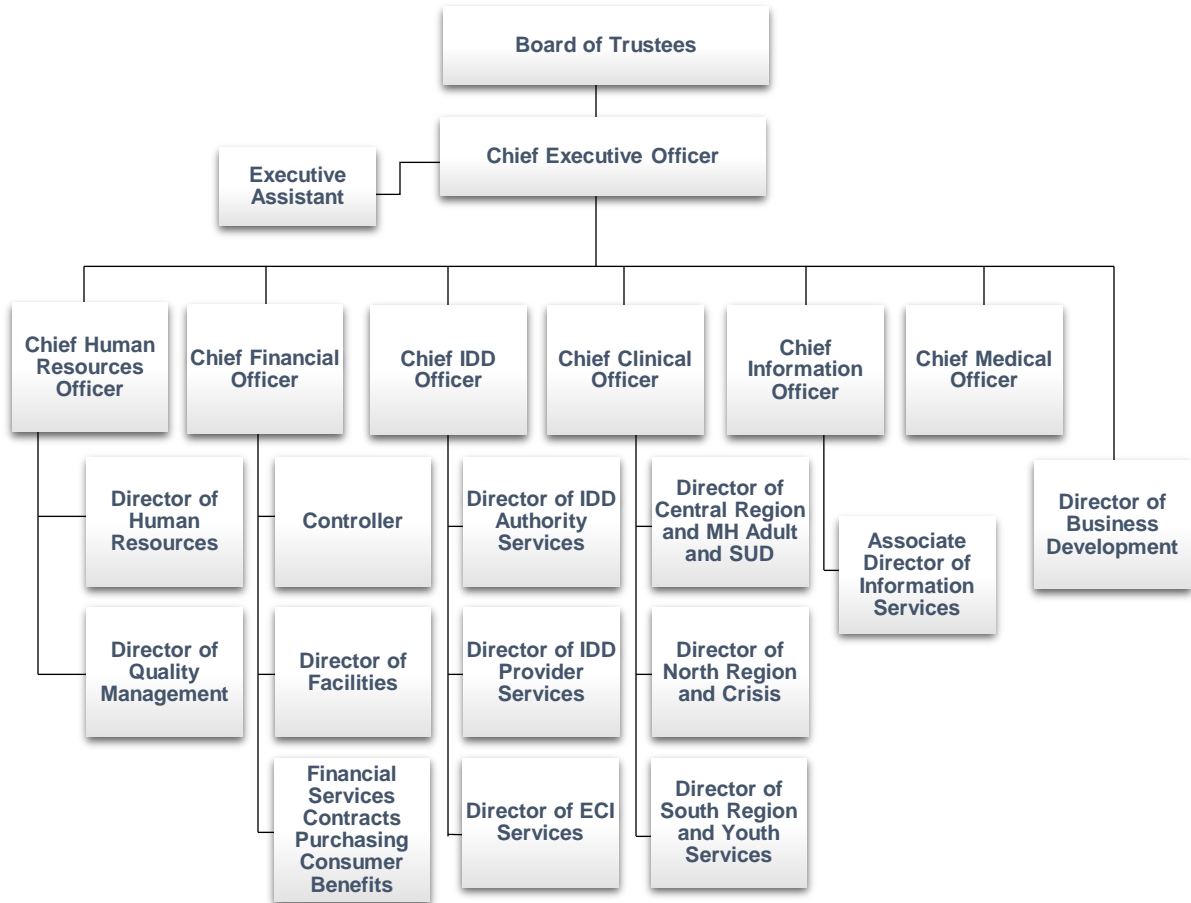 Board of Trustees
Chief Executive Officer
Executive
Assistant
Chief Human
Resources
Officer
Chief Financial
Officer
Chief IDD
Officer
Chief Clinical
Officer
Chief
Information
Officer
Chief Medical
Officer
Director of
Human
Resources
Controller
Director of IDD
Authority
Services
Director of
Central Region
and MH Adult
and SUD
Associate
Director of
Information
Services
Director of
Business
Development
Director of
Quality
Management
Director of
Facilities
Director of IDD
Provider
Services
Director of
North Region
and Crisis
Financial
Services
Contracts
Purchasing
Consumer
Benefits
Director of ECI
Services
Director of
South Region
and Youth
Services